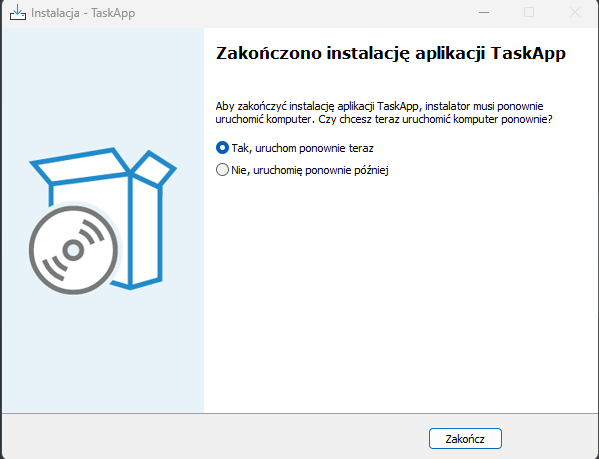 Instalacja - TaskApp
Zakończono instalację aplikacji TaskApp
Aby zakończyć instalację aplikacji TaskApp, instalator musi ponownie
uruchomić komputer. Czy chcesz teraz uruchomić komputer ponownie?
Tak, uruchom ponownie teraz
Nie, uruchomię ponownie później
Zakończ